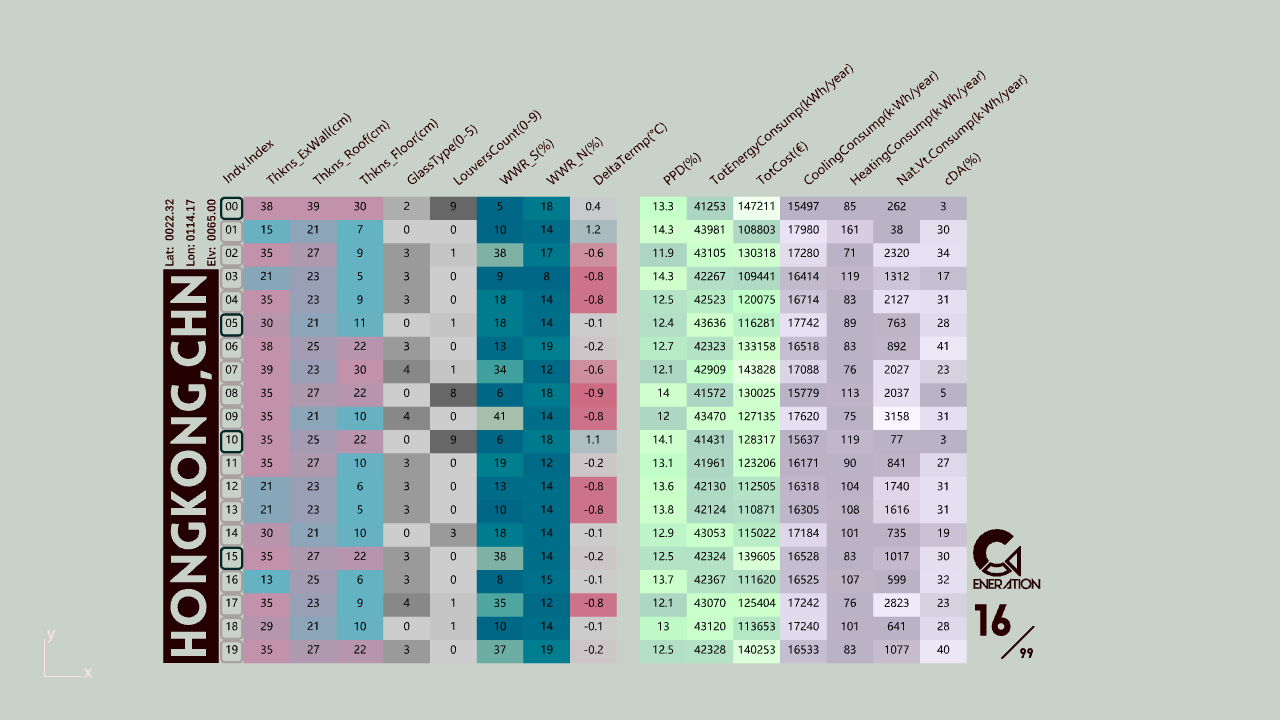 Indv.Index Thkns_ExWall(cm) Thkns_Roof(cm) Thkns_Floor(cm) GlassType(0-5) LouversCount(0-9) WWR_S(%) WWR_N(%) DeltaTermp(°C) PPD(%) TotEnergyConsump(kWh/year) TotCost(€) CoolingConsump(k·Wh/year) HeatingConsump(k·Wh/year) Nat.Vt.Consump(k·Wh/year) cDA(%)
Lat: 0022.32
Lon: 0114.17
Elv: 0065.00
HONGKONG,CHN
00 38 39 30 2 9 5 18 0.4 13.3 41253 147211 15497 85 262 3
01 15 21 7 0 0 10 14 1.2 14.3 43981 108803 17980 161 38 30
02 35 27 9 3 1 38 17 -0.6 11.9 43105 130318 17280 71 2320 34
03 21 23 5 3 0 9 8 -0.8 14.3 42267 109441 16414 119 1312 17
04 35 23 9 3 0 18 14 -0.8 12.5 42523 120075 16714 83 2127 31
05 30 21 11 0 1 18 14 -0.1 12.4 43636 116281 17742 89 763 28
06 38 25 22 3 0 13 19 -0.2 12.7 42323 133158 16518 83 892 41
07 39 23 30 4 1 34 12 -0.6 12.1 42909 143828 17088 76 2027 23
08 35 27 22 0 8 6 18 -0.9 14 41572 130025 15779 113 2037 5
09 35 21 10 4 0 41 14 -0.8 12 43470 127135 17620 75 3158 31
10 35 25 22 0 9 6 18 1.1 14.1 41431 128317 15637 119 77 3
11 35 27 10 3 0 19 12 -0.2 13.1 41961 123206 16171 90 841 27
12 21 23 6 3 0 13 14 -0.8 13.6 42130 112505 16318 104 1740 31
13 21 23 5 3 0 10 14 -0.8 13.8 42124 110871 16305 108 1616 31
14 30 21 10 0 3 18 14 -0.1 12.9 43053 115022 17184 101 735 19
15 35 27 22 3 0 38 14 -0.2 12.5 42324 139605 16528 83 1017 30
16 13 25 6 3 0 8 15 -0.1 13.7 42367 111620 16525 107 599 32
17 35 23 9 4 1 35 12 -0.8 12.1 43070 125404 17242 76 2823 23
18 29 21 10 0 1 10 14 -0.1 13 43120 113653 17240 101 641 28
19 35 27 22 3 0 37 19 -0.2 12.5 42328 140253 16533 83 1077 40
G
ENERATION
16/99
y
x